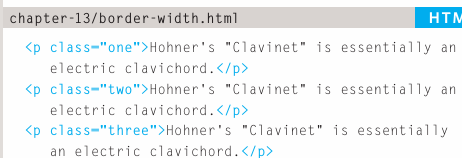 chapter-13/border-width.html HTM
<p class="one">Hohner's "Clavinet" is essentially an
electric clavichord.</p>
<p class="two">Hohner's "Clavinet" is essentially an
electric clavichord.</p>
<p class="three">Hohner's "Clavinet" is essentially
an electric clavichord.</p>